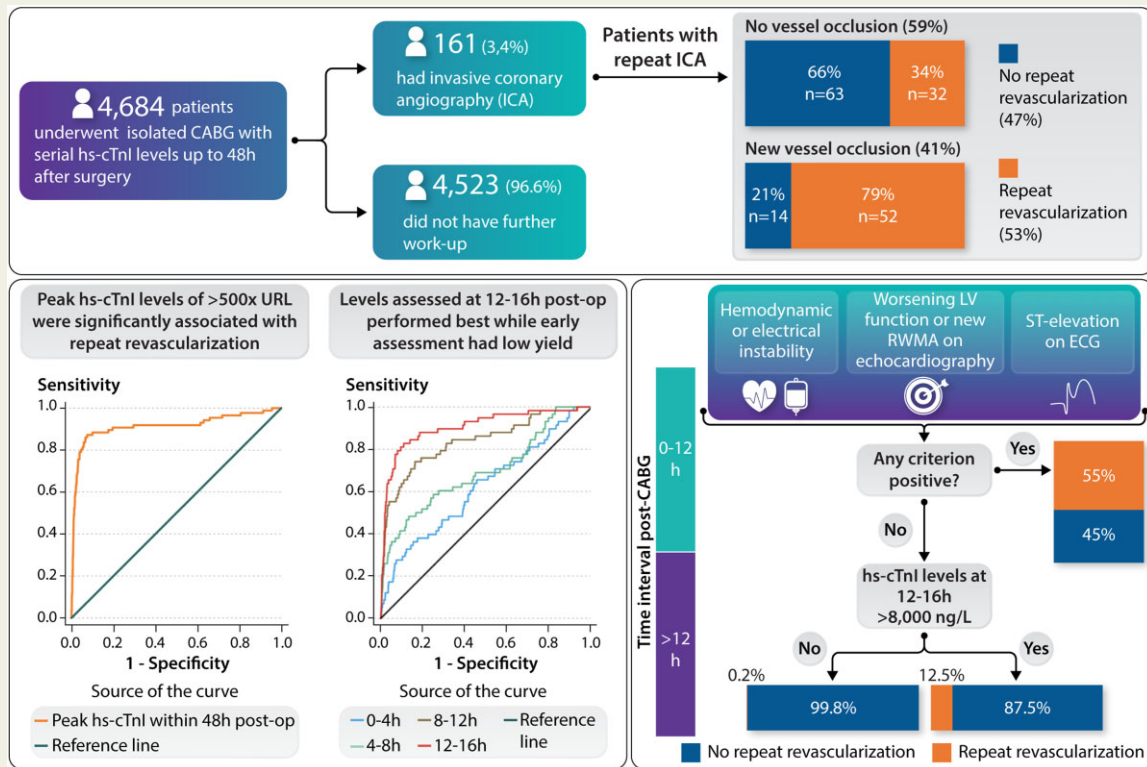 4,684 patients
underwent isolated CABG with
serial hs-cTnI levels up to 48h
after surgery
161 (3,4%)
had invasive coronary
angiography (ICA)
4,523 (96.6%)
did not have further
work-up
Patients with
repeat ICA
No vessel occlusion (59%)
66%
n=63
34%
n=32
New vessel occlusion (41%)
21%
n=14
79%
n=52
No repeat
revascularization
(47%)
Repeat
revascularization
(53%)
Peak hs-cTnI levels of >500x URL
were significantly associated with
repeat revascularization
Sensitivity
1.0
0.8
0.6
0.4
0.2
0.0
0.0 0.2 0.4 0.6 0.8 1.0
1 - Specificity
Source of the curve
Peak hs-cTnI within 48h post-op
Reference line
Levels assessed at 12-16h post-op
performed best while early
assessment had low yield
Sensitivity
1.0
0.8
0.6
0.4
0.2
0.0
0.0 0.2 0.4 0.6 0.8 1.0
1 - Specificity
Source of the curve
0-4h
4-8h
8-12h
12-16h
Reference
line
Time interval post-CABG
0-12
h
>12
h
Hemodynamic
or electrical
instability
Worsening LV
function or new
RWMA on
echocardiography
ST-elevation
on ECG
Any criterion
positive?
Yes
55%
45%
No
hs-cTnI levels at
12-16h
>8,000 ng/L
No
Yes
0.2%
99.8%
12.5%
87.5%
No repeat revascularization
Repeat revascularization